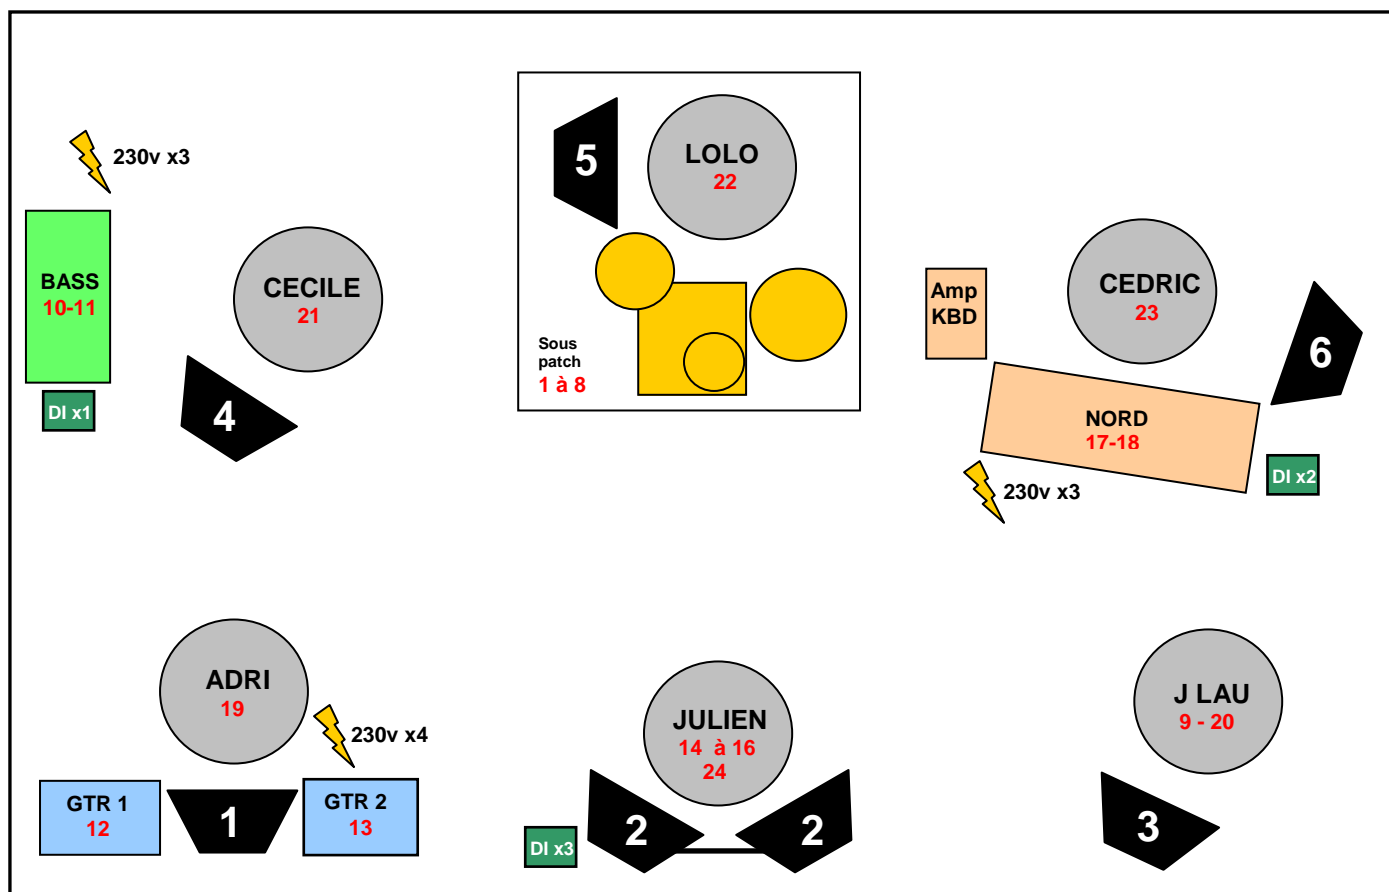 230v x3
BASS
10-11
DI x1
CECILE
21
4
5
LOLO
22
Sous
patch
1 à 8
Amp
KBD
CEDRIC
23
6
NORD
17-18
230v x3
DI x2
ADRI
19
230v x4
GTR 1
12
1
GTR 2
13
JULIEN
14 à 16
24
DI x3
2
2
J LAU
9 - 20
3